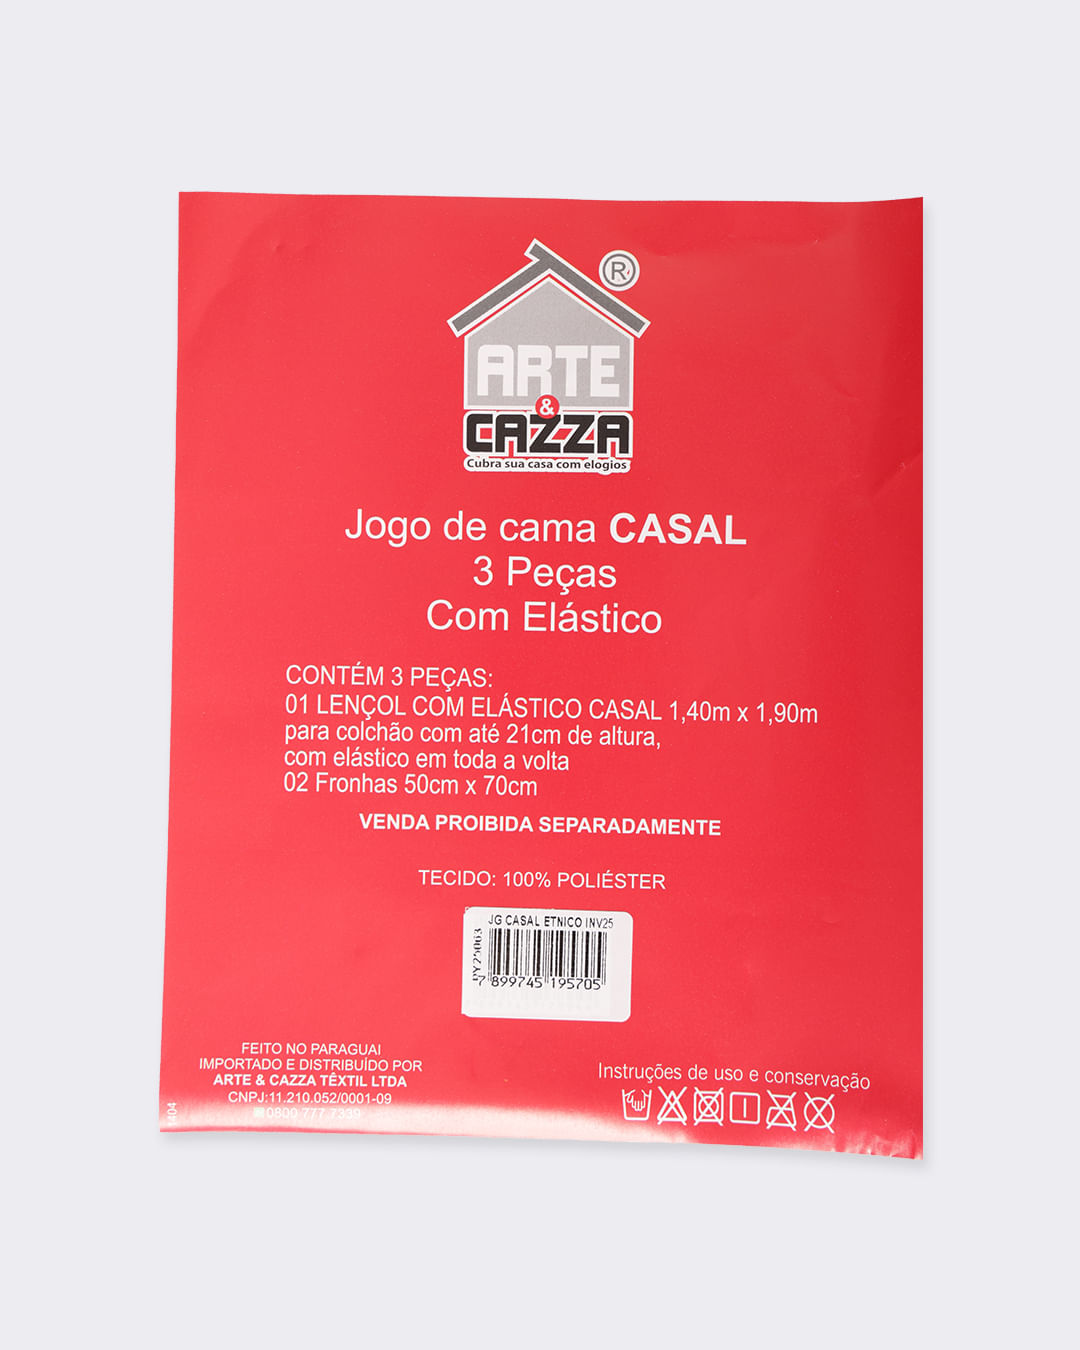 ®
ARTE
&
CAZZA
Cubra sua casa com elogios
Jogo de cama CASAL
3 Peças
Com Elástico
CONTÉM 3 PEÇAS:
01 LENÇOL COM ELÁSTICO CASAL 1,40m x 1,90m
para colchão com até 21cm de altura,
com elástico em toda a volta
02 Fronhas 50cm x 70cm
VENDA PROIBIDA SEPARADAMENTE
TECIDO: 100% POLIÉSTER
JG CASAL ETNICO INV25
PY25063
7 899745 195705
FEITO NO PARAGUAI
IMPORTADO E DISTRIBUÍDO POR
ARTE & CAZZA TÊXTIL LTDA
CNPJ:11.210.052/0001-09
0800 777 7339
Instruções de uso e conservação